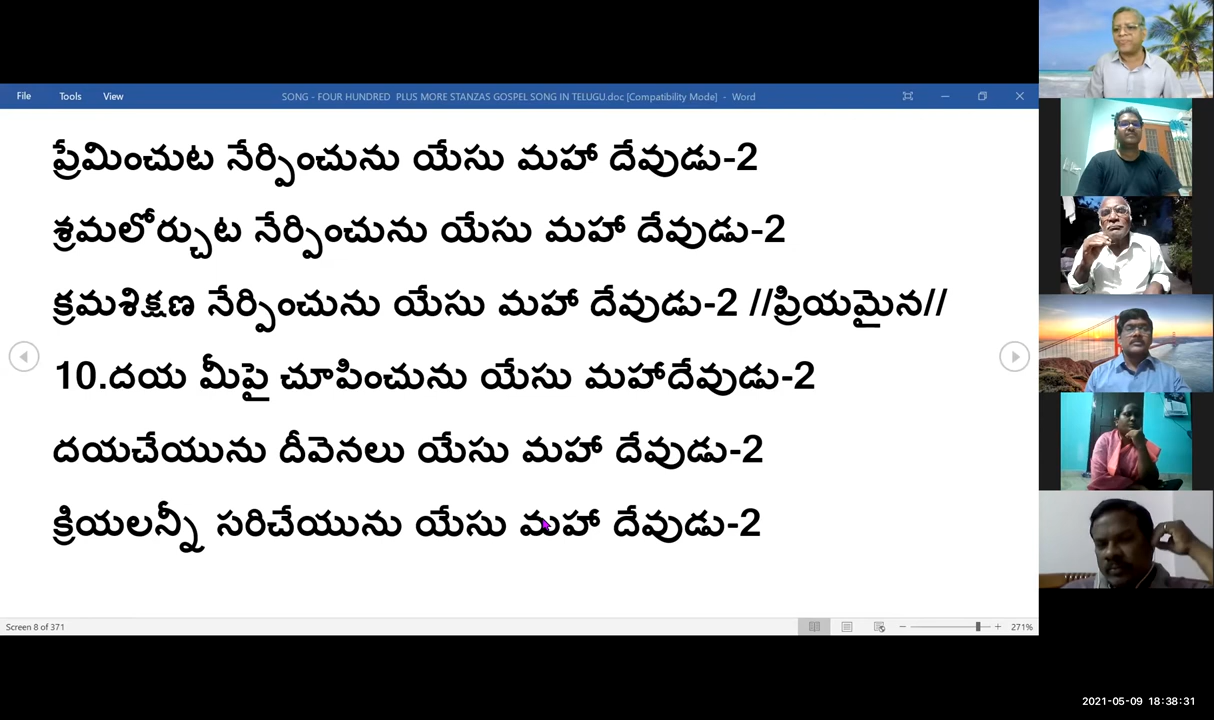 File Tools View SONG - FOUR HUNDRED PLUS MORE STANZAS GOSPEL SONG IN TELUGU.doc [Compatibility Mode] - Word
ప్రేమించుట నేర్పించును యేసు మహా దేవుడు-2
శ్రమలోర్చుట నేర్పించును యేసు మహా దేవుడు-2
క్రమశిక్షణ నేర్పించును యేసు మహా దేవుడు-2 //ప్రియమైన//
10.దయ మీపై చూపించును యేసు మహాదేవుడు-2
దయచేయును దీవెనలు యేసు మహా దేవుడు-2
క్రియలన్నీ సరిచేయును యేసు మహా దేవుడు-2
Screen 8 of 371
271%
2021-05-09 18:38:31